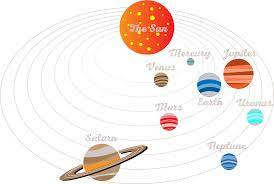 The Sun
Mercury
Jupiter
Venus
Earth
Uranus
Mars
Saturn
Neptune